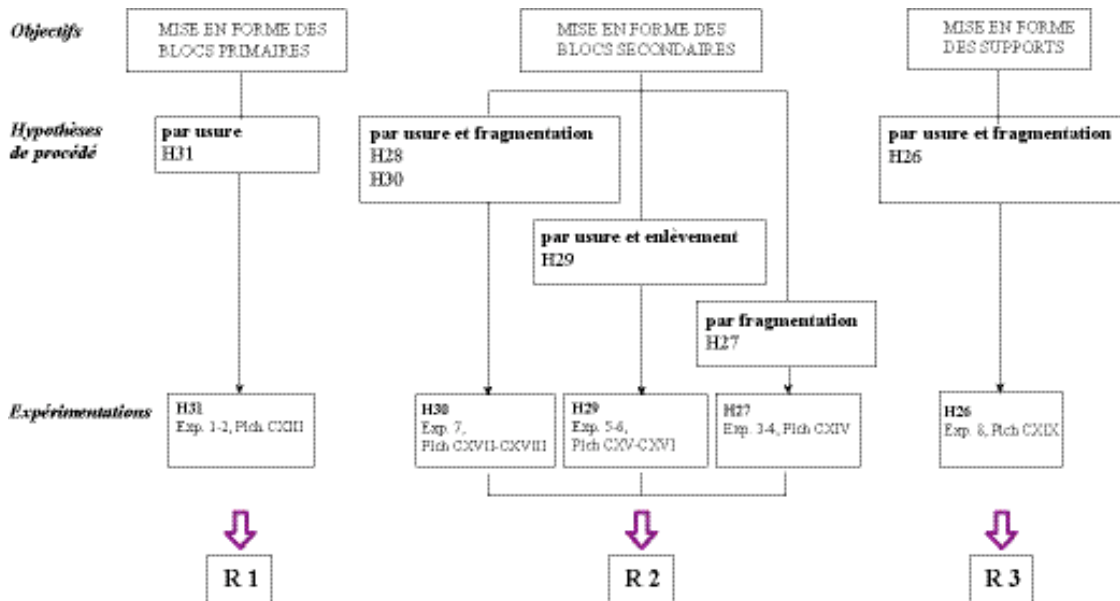 Objectifs
MISE EN FORME DES
BLOCS PRIMAIRES
MISE EN FORME DES
BLOCS SECONDAIRES
MISE EN FORME
DES SUPPORTS
Hypothèses
de procédé
par usure
H31
par usure et fragmentation
H28
H30
par usure et fragmentation
H26
par usure et enlèvement
H29
par fragmentation
H27
Expérimentations
H31
Exp. 1-2, Plch CXIII
H30
Exp. 7,
Plch CXVII-CXVIII
H29
Exp. 5-6,
Plch CXV-CXVI
H27
Exp. 3-4, Plch CXIV
H26
Exp. 8, Plch CXIX
R 1
R 2
R 3